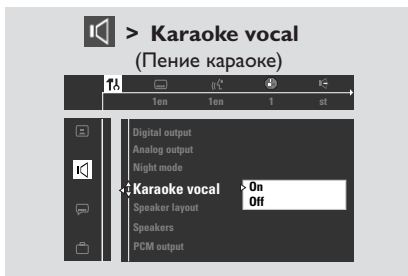 > Karaoke vocal
(Пение караоке)
1en 1en 1 st
Digital output
Analog output
Night mode
Karaoke vocal
On
Off
Speaker layout
Speakers
PCM output